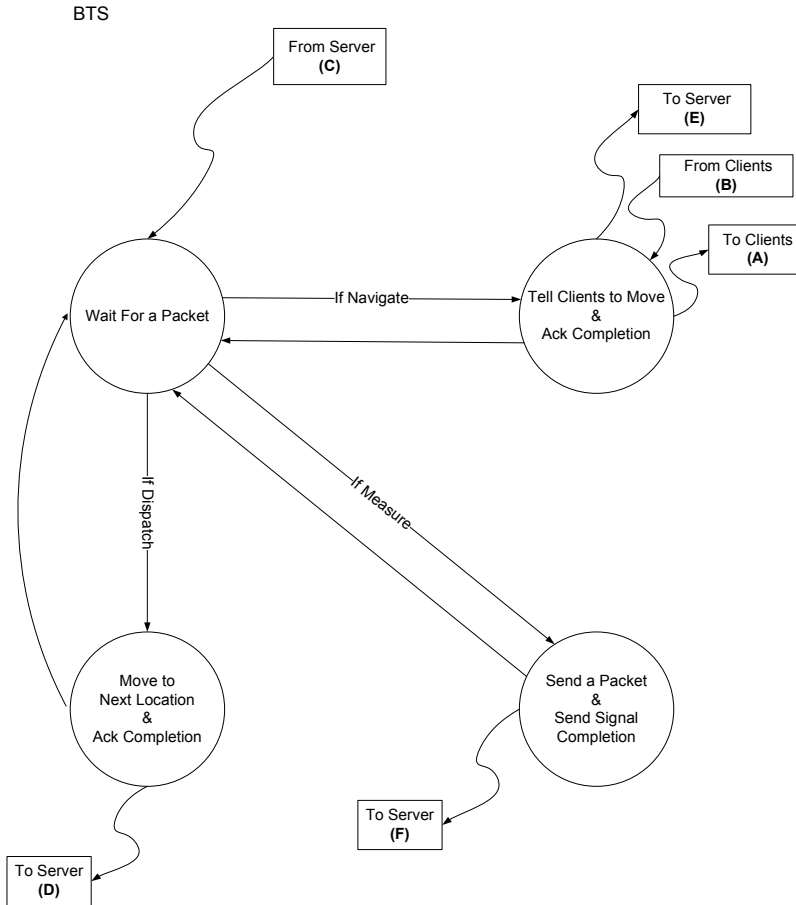 BTS
From Server
(C)
To Server
(E)
From Clients
(B)
To Clients
(A)
Wait For a Packet
If Navigate
Tell Clients to Move
&
Ack Completion
If Dispatch
If Measure
Move to
Next Location
&
Ack Completion
Send a Packet
&
Send Signal
Completion
To Server
(F)
To Server
(D)